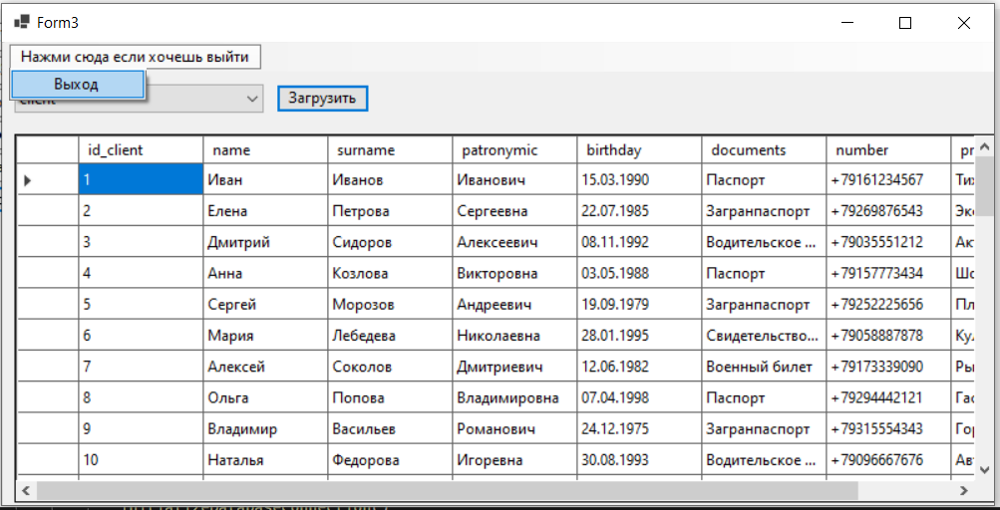 Form3
Нажми сюда если хочешь выйти
Выход
client Загрузить
id_client name surname patronymic birthday documents number pr
1 Иван Иванов Иванович 15.03.1990 Паспорт +79161234567 Тих
2 Елена Петрова Сергеевна 22.07.1985 Загранпаспорт +79269876543 Эк
3 Дмитрий Сидоров Алексеевич 08.11.1992 Водительское ... +79035551212 Ак
4 Анна Козлова Викторовна 03.05.1988 Паспорт +79157773434 Шо
5 Сергей Морозов Андреевич 19.09.1979 Загранпаспорт +79252225656 Пл
6 Мария Лебедева Николаевна 28.01.1995 Свидетельство... +79058887878 Ку
7 Алексей Соколов Дмитриевич 12.06.1982 Военный билет +79173339090 Ры
8 Ольга Попова Владимировна 07.04.1998 Паспорт +79294442121 Га
9 Владимир Васильев Романович 24.12.1975 Загранпаспорт +79315554343 Го
10 Наталья Федорова Игоревна 30.08.1993 Водительское ... +79096667676 Ав